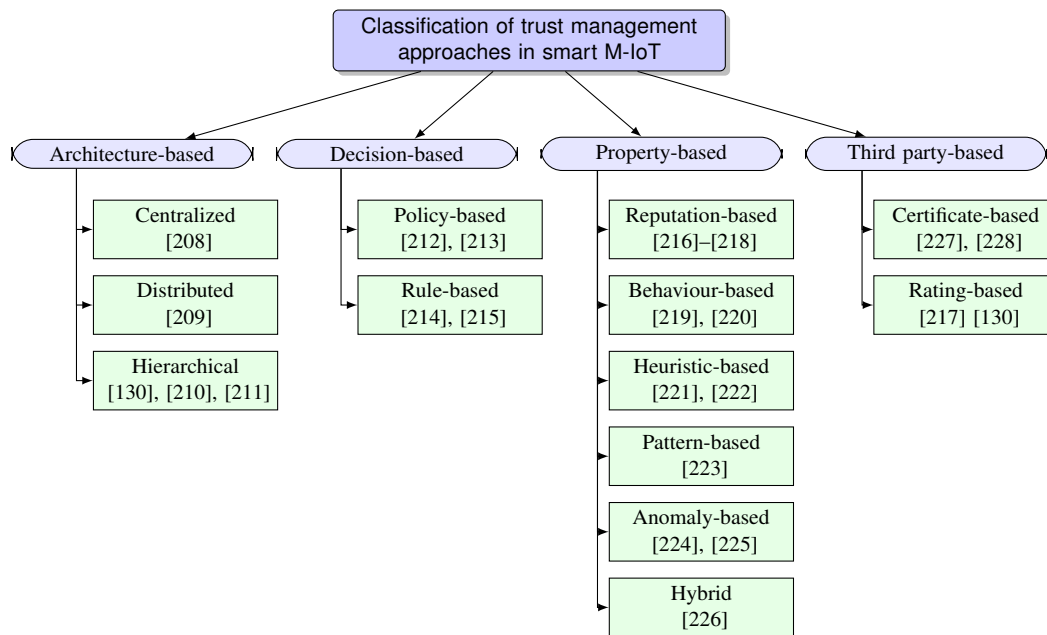 Classification of trust management
approaches in smart M-IoT
Architecture-based
Decision-based
Property-based
Third party-based
Centralized
[208]
Distributed
[209]
Hierarchical
[130], [210], [211]
Policy-based
[212], [213]
Rule-based
[214], [215]
Reputation-based
[216]–[218]
Behaviour-based
[219], [220]
Heuristic-based
[221], [222]
Pattern-based
[223]
Anomaly-based
[224], [225]
Hybrid
[226]
Certificate-based
[227], [228]
Rating-based
[217] [130]